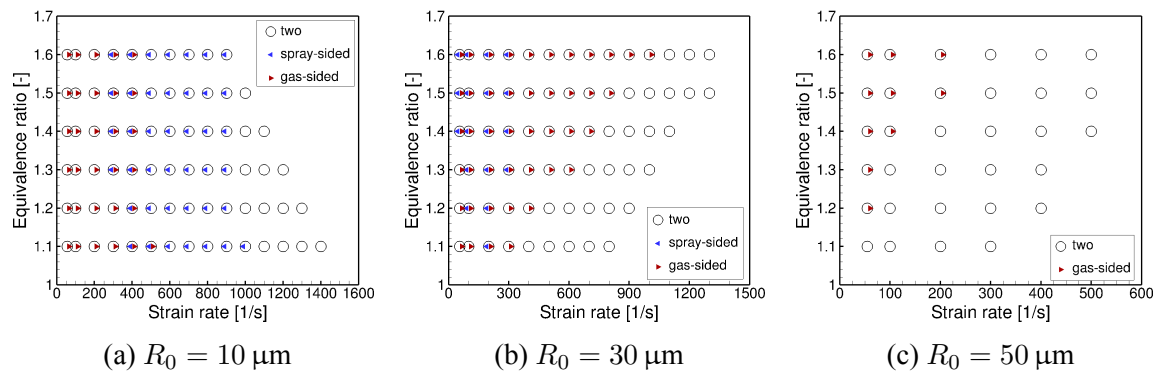 1.7
1.6
1.5
1.4
1.3
1.2
1.1
1
Equivalence ratio [-]
two
spray-sided
gas-sided
0 200 400 600 800 1000 1200 1400 1600
Strain rate [1/s]
(a) R₀ = 10 µm
1.7
1.6
1.5
1.4
1.3
1.2
1.1
1
Equivalence ratio [-]
two
spray-sided
gas-sided
0 300 600 900 1200 1500
Strain rate [1/s]
(b) R₀ = 30 µm
1.7
1.6
1.5
1.4
1.3
1.2
1.1
1
Equivalence ratio [-]
two
gas-sided
0 100 200 300 400 500 600
Strain rate [1/s]
(c) R₀ = 50 µm